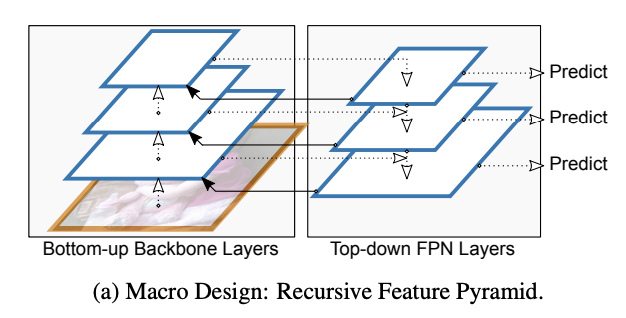 Predict
Predict
Predict
Bottom-up Backbone Layers
Top-down FPN Layers
(a) Macro Design: Recursive Feature Pyramid.